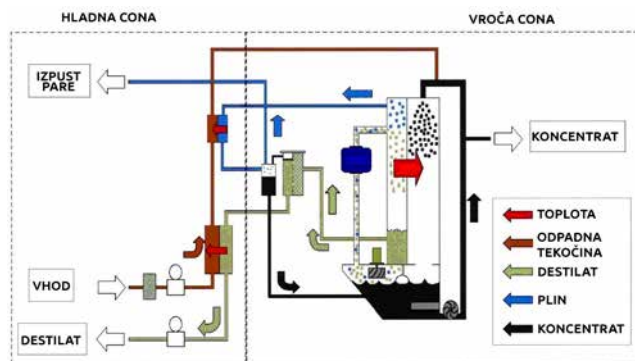 HLADNA CONA
VROČA CONA
IZPUST
PARE
KONCENTRAT
TOPLOTA
ODPADNA
TEKOČINA
DESTILAT
PLIN
KONCENTRAT
VHOD
DESTILAT